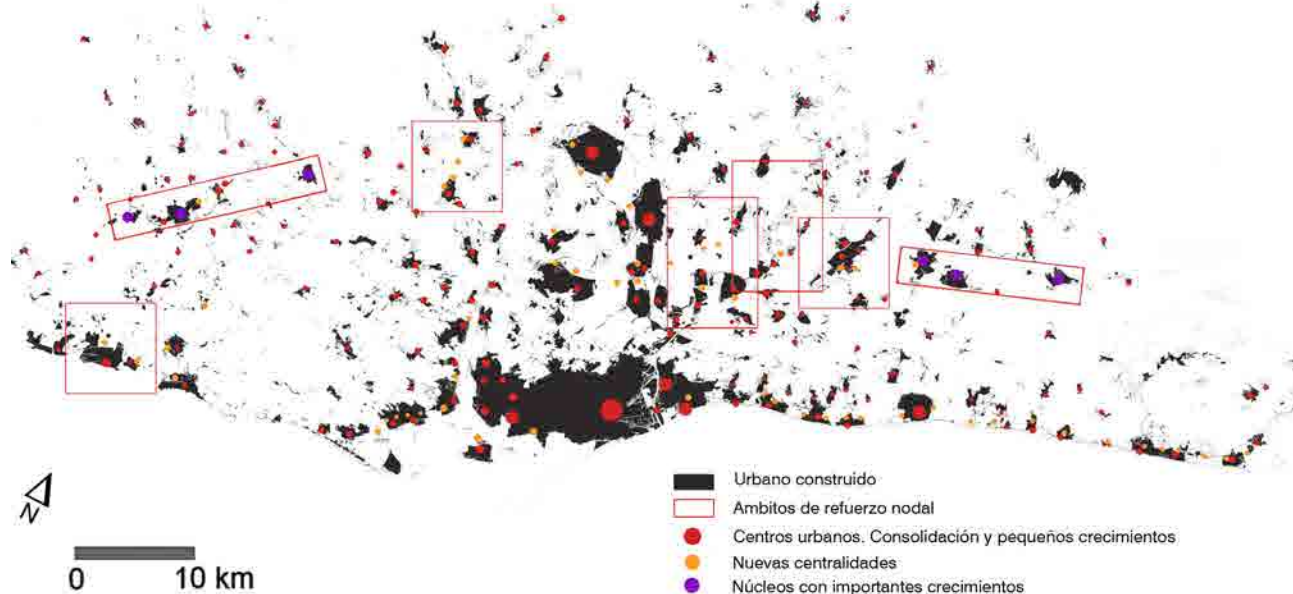 Urbano construido
Ambitos de refuerzo nodal
Centros urbanos. Consolidación y pequeños crecimientos
Nuevas centralidades
Núcleos con importantes crecimientos
N
0 10 km